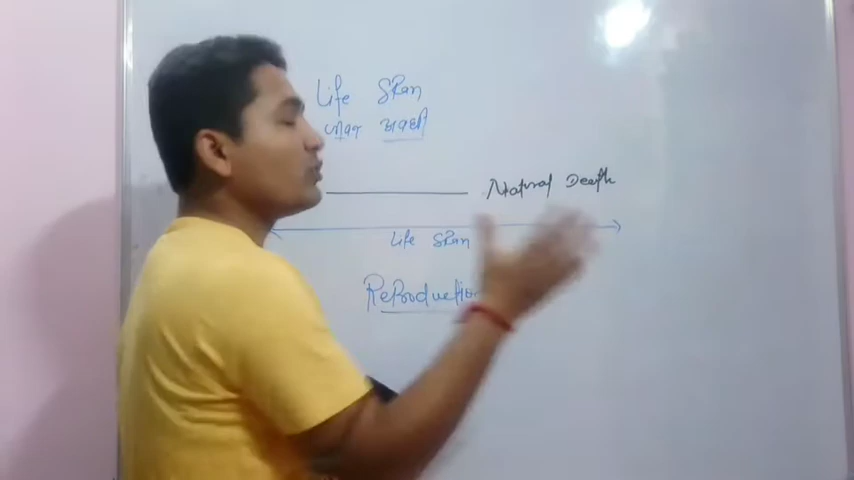 Life Span
जीवन अवधी
Natural Death
Life Span
Reproduction